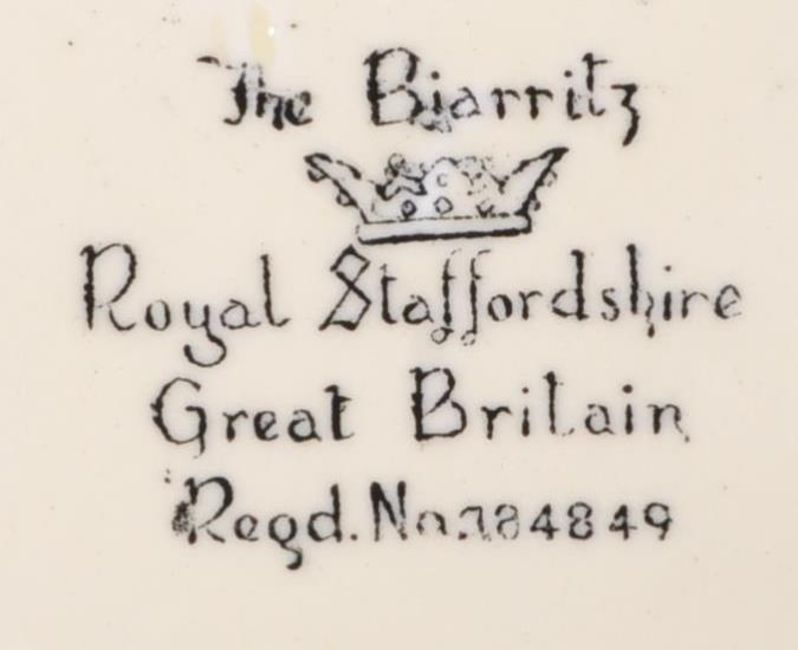 The Biarritz
Royal Staffordshire
Great Britain
Regd. No. 784849